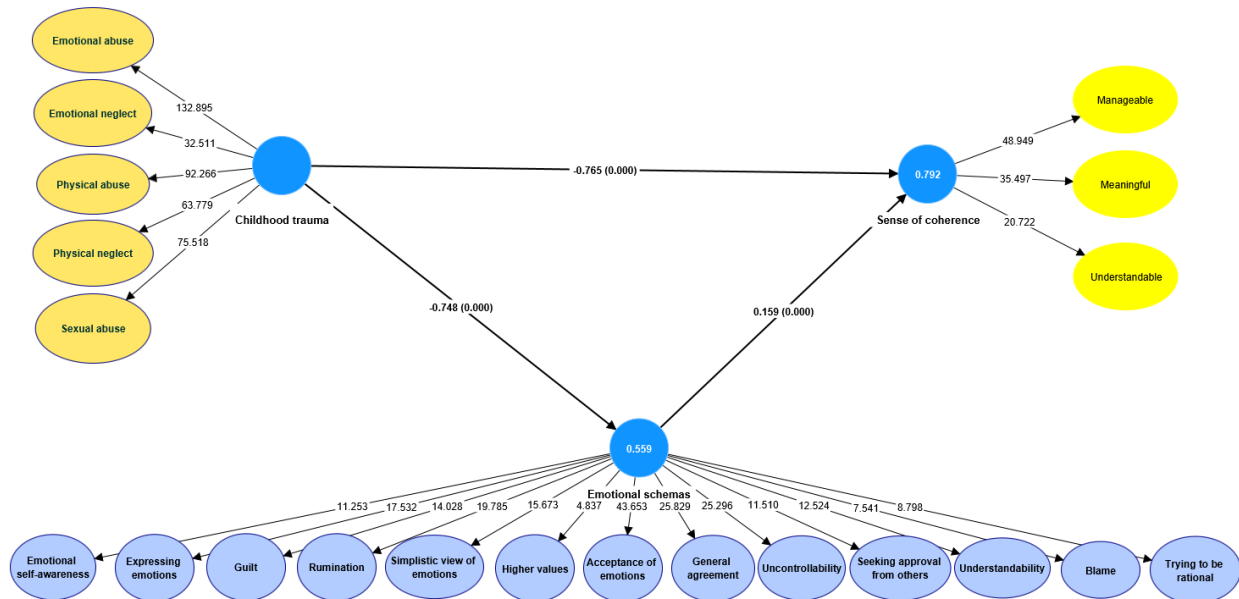 Emotional abuse
Emotional neglect
Physical abuse
Physical neglect
Sexual abuse
132.895
32.511
92.266
63.779
75.518
Childhood trauma
-0.765 (0.000)
-0.748 (0.000)
0.159 (0.000)
0.792
Sense of coherence
48.949
35.497
20.722
Manageable
Meaningful
Understandable
0.559
Emotional schemas
11.253
17.532
14.028
19.785
15.673
4.837
43.653
25.829
25.296
11.510
12.524
7.541
8.798
Emotional
self-awareness
Expressing
emotions
Guilt
Rumination
Simplistic view of
emotions
Higher values
Acceptance of
emotions
General
agreement
Uncontrollability
Seeking approval
from others
Understandability
Blame
Trying to be
rational